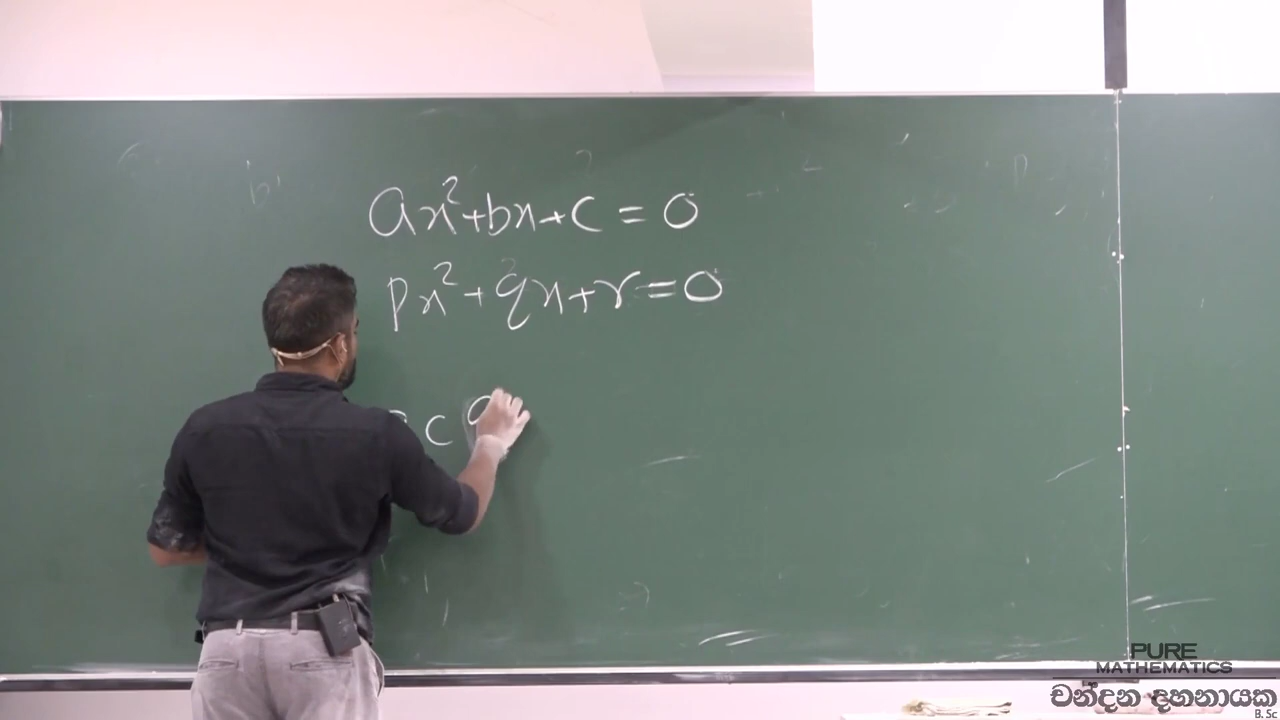 ax²+bx+c = 0
px²+qx+r=0
c
PURE
MATHEMATICS
චන්දන දහනායක
B.Sc